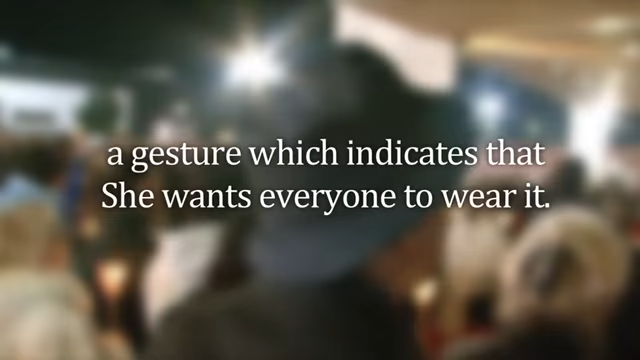 a gesture which indicates that
She wants everyone to wear it.